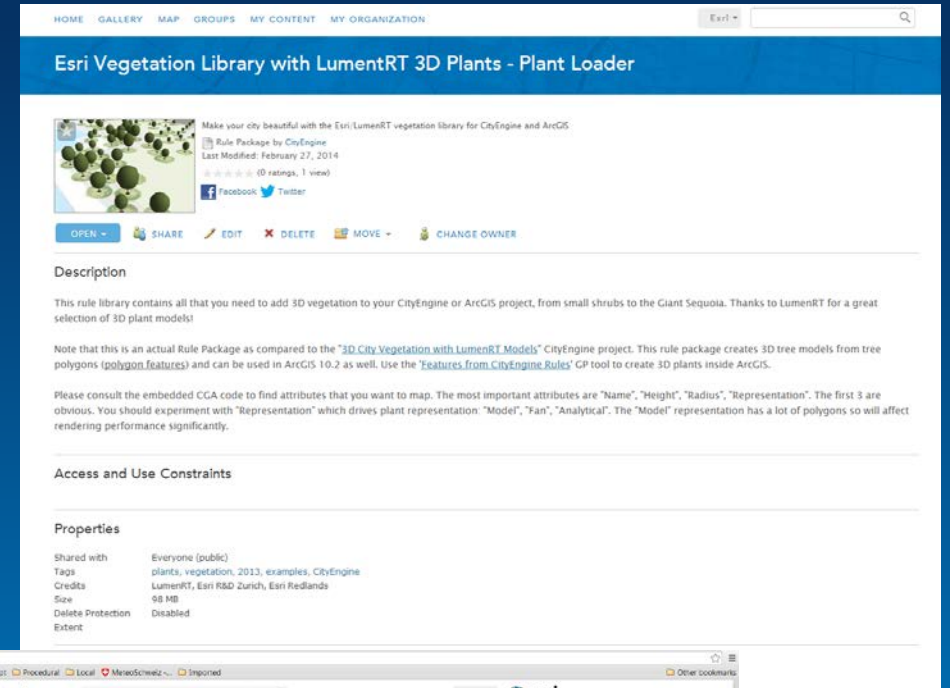 HOME GALLERY MAP GROUPS MY CONTENT MY ORGANIZATION
Esri
Esri Vegetation Library with LumentRT 3D Plants - Plant Loader
Make your city beautiful with the Esri/LumenRT vegetation library for CityEngine and ArcGIS
Rule Package by CityEngine
Last Modified: February 27, 2014
(0 ratings, 1 view)
Facebook Twitter
OPEN SHARE EDIT DELETE MOVE CHANGE OWNER
Description
This rule library contains all that you need to add 3D vegetation to your CityEngine or ArcGIS project, from small shrubs to the Giant Sequoia. Thanks to LumenRT for a great
selection of 3D plant models!
Note that this is an actual Rule Package as compared to the "3D City Vegetation with LumenRT Models" CityEngine project. This rule package creates 3D tree models from tree
polygons (polygon features) and can be used in ArcGIS 10.2 as well. Use the 'Features from CityEngine Rules' GP tool to create 3D plants inside ArcGIS.
Please consult the embedded CGA code to find attributes that you want to map. The most important attributes are "Name", "Height", "Radius", "Representation". The first 3 are
obvious. You should experiment with "Representation" which drives plant representation: "Model", "Fan", "Analytical". The "Model" representation has a lot of polygons so will affect
rendering performance significantly.
Access and Use Constraints
Properties
Shared with Everyone (public)
Tags plants, vegetation, 2013, examples, CityEngine
Credits LumenRT, Esri R&D Zurich, Esri Redlands
Size 98 MB
Delete Protection Disabled
Extent
Procedural Local MeteoSchweiz -... Imported Other bookmarks